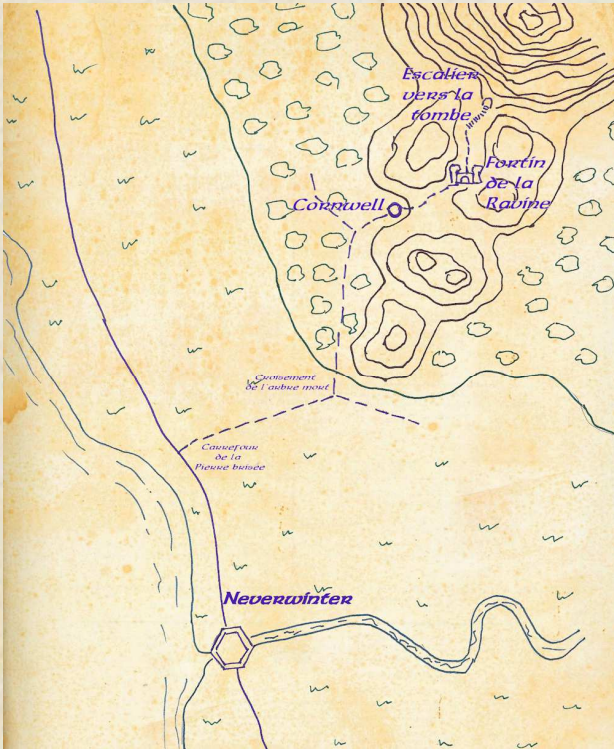 Escalier
vers la
tombe
Fortin
de la
Ravine
Cornwell
Croisement
de l'arbre mort
Carrefour
de la
Pierre brisée
Neverwinter